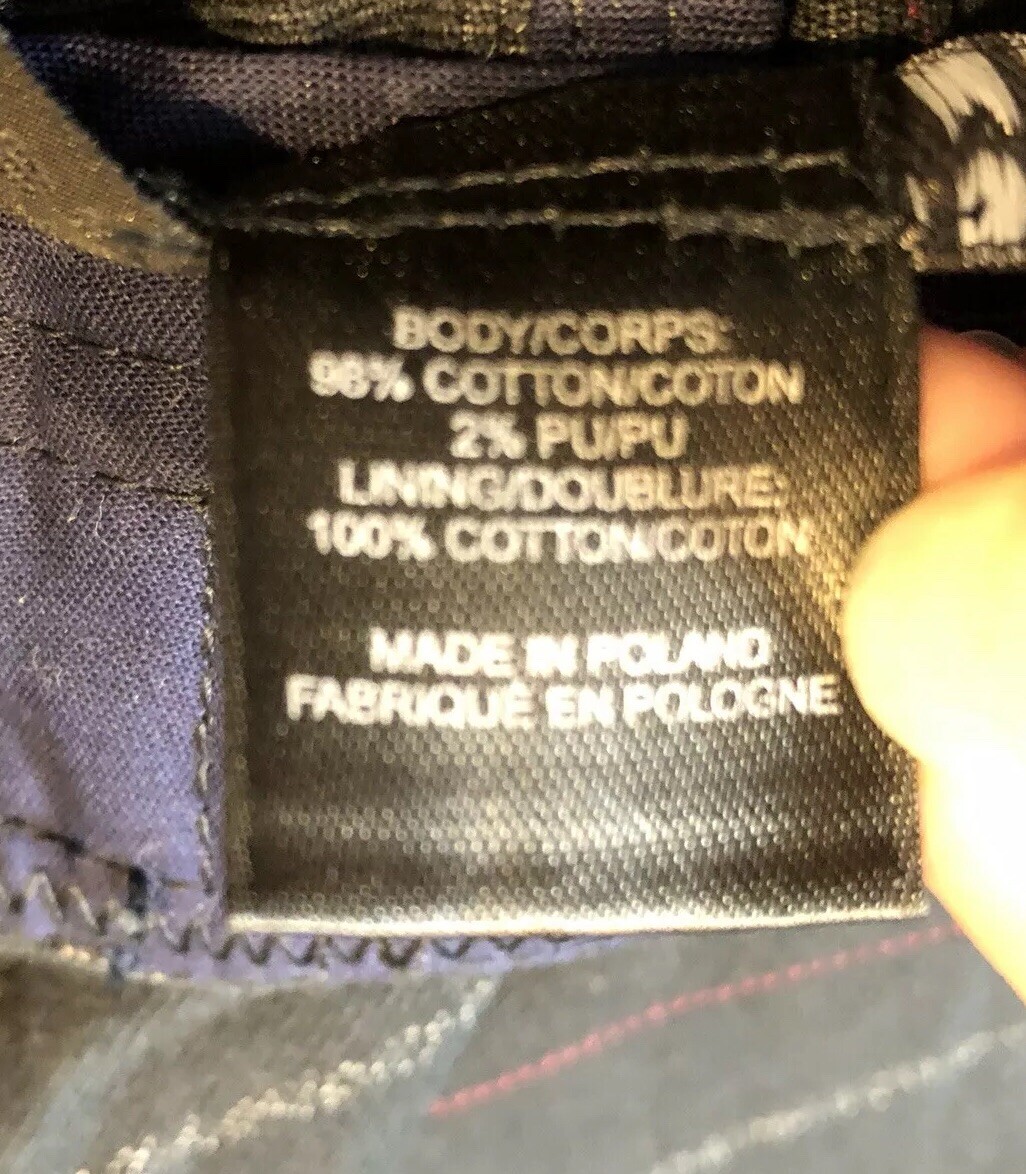 BODY/CORPS:
98% COTTON/COTON
2% PU/PU
LINING/DOUBLURE:
100% COTTON/COTON
MADE IN POLAND
FABRIQUÉ EN POLOGNE